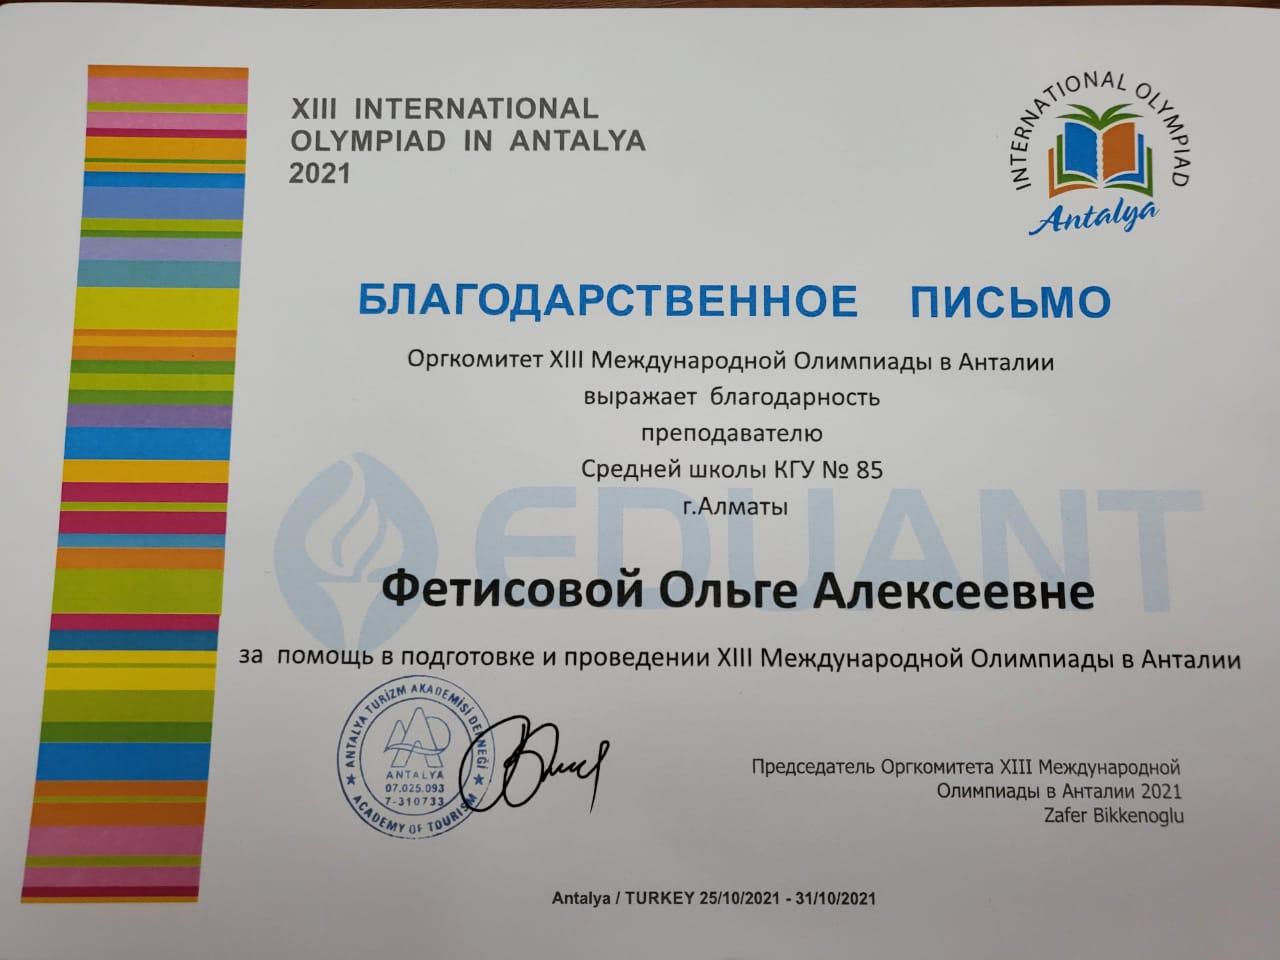 XIII INTERNATIONAL
OLYMPIAD IN ANTALYA
2021
INTERNATIONAL OLYMPIAD
Antalya
БЛАГОДАРСТВЕННОЕ ПИСЬМО
Оргкомитет XIII Международной Олимпиады в Анталии
выражает благодарность
преподавателю
Средней школы КГУ № 85
г.Алматы
EDUANT
Фетисовой Ольге Алексеевне
за помощь в подготовке и проведении XIII Международной Олимпиады в Анталии
ANTALYA TURİZM AKADEMİSİ DERNEĞİ
ANTALYA
07.025.093
7-310733
ACADEMY OF TOURISM
Председатель Оргкомитета XIII Международной
Олимпиады в Анталии 2021
Zafer Bikkenoglu
Antalya / TURKEY 25/10/2021 - 31/10/2021